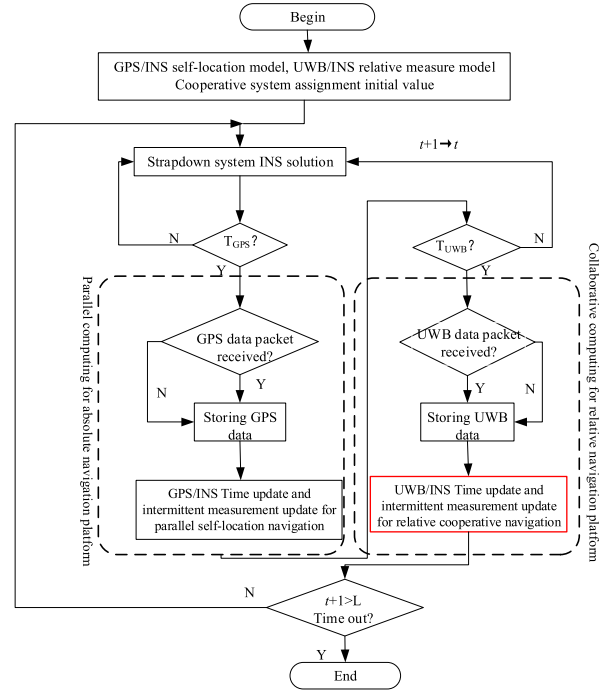 Begin
GPS/INS self-location model, UWB/INS relative measure model
Cooperative system assignment initial value
t+1→t
Strapdown system INS solution
N
T_GPS?
Y
T_UWB?
N
Y
Parallel computing for absolute navigation platform
GPS data packet
received?
N
Y
Storing GPS
data
GPS/INS Time update and
intermittent measurement update for
parallel self-location navigation
Collaborative computing for relative navigation platform
UWB data packet
received?
Y
N
Storing UWB
data
UWB/INS Time update and
intermittent measurement update
for relative cooperative navigation
N
t+1>L
Time out?
Y
End